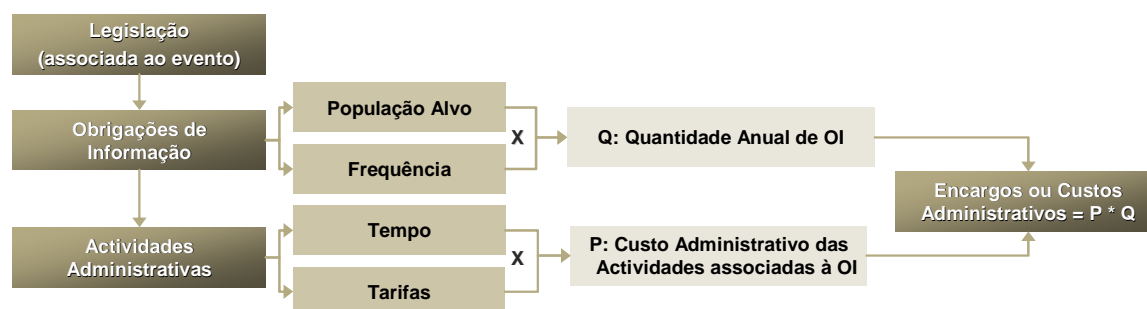 Legislação
(associada ao evento)
Obrigações de
Informação
Actividades
Administrativas
População Alvo
X
Frequência
Tempo
X
Tarifas
Q: Quantidade Anual de OI
P: Custo Administrativo das
Actividades associadas à OI
Encargos ou Custos
Administrativos = P * Q